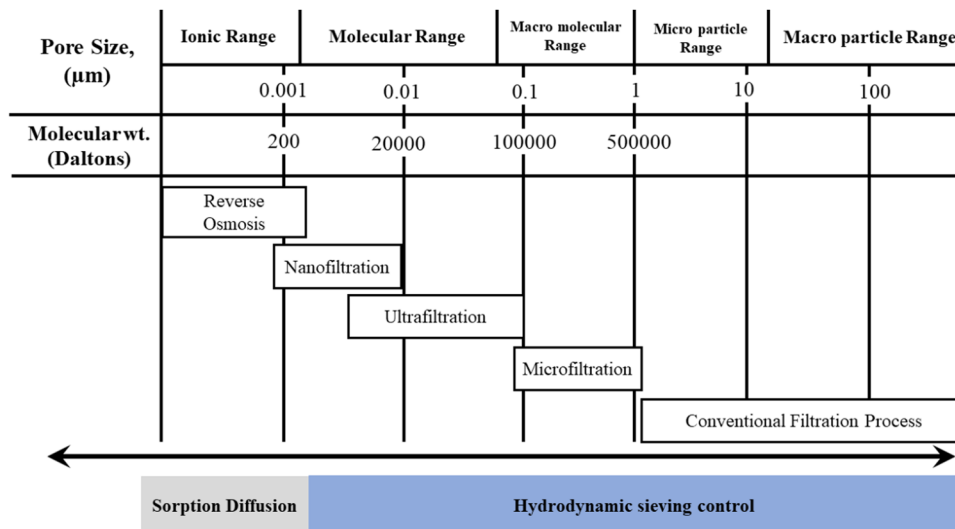 Pore Size,
(µm)
Ionic Range
Molecular Range
Macro molecular
Range
Micro particle
Range
Macro particle Range
0.001
0.01
0.1
1
10
100
Molecular wt.
(Daltons)
200
20000
100000
500000
Reverse
Osmosis
Nanofiltration
Ultrafiltration
Microfiltration
Conventional Filtration Process
Sorption Diffusion
Hydrodynamic sieving control